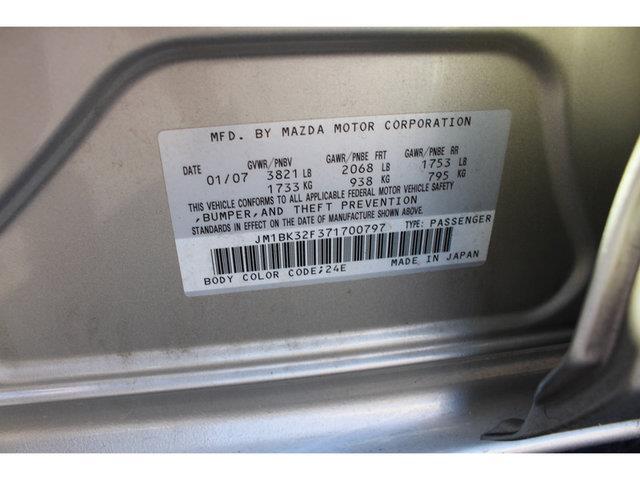 MFD. BY MAZDA MOTOR CORPORATION
DATE 01/07 GVWR/PNBV 3821 LB 1733 KG GAWR/PNBE FRT 2068 LB 938 KG GAWR/PNBE RR 1753 LB 795 KG
THIS VEHICLE CONFORMS TO ALL APPLICABLE FEDERAL MOTOR VEHICLE SAFETY
,BUMPER,AND THEFT PREVENTION
STANDARDS IN EFFECT ON THE DATE OF MANUFACTURE SHOWN ABOVE.
JM1BK32F371700797 TYPE: PASSENGER
BODY COLOR CODE;24E MADE IN JAPAN